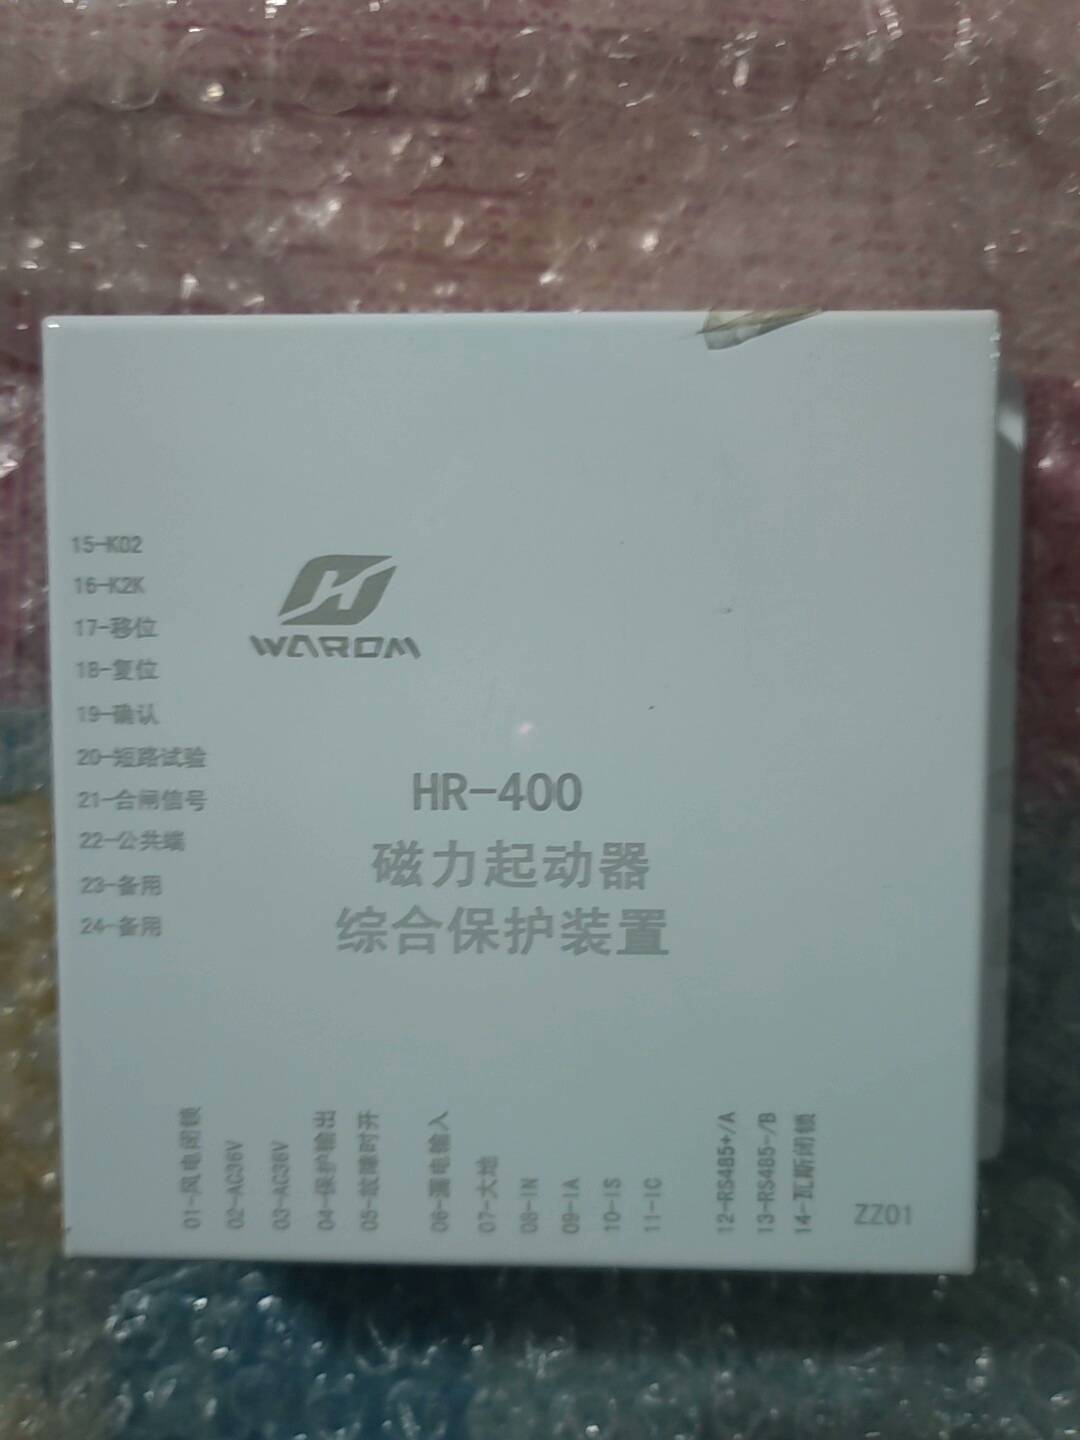 15-K02
16-K2K
17-移位
18-复位
19-确认
20-短路试验
21-合闸信号
22-公共端
23-备用
24-备用
WAROM
HR-400
磁力起动器
综合保护装置
01-风电闭锁
02-AC36V
03-AC36V
04-保护输出
05-故障时开
06-漏电输入
07-大地
08-IN
09-IA
10-IS
11-IC
12-RS485+/A
13-RS485-/B
14-瓦斯闭锁
ZZ01